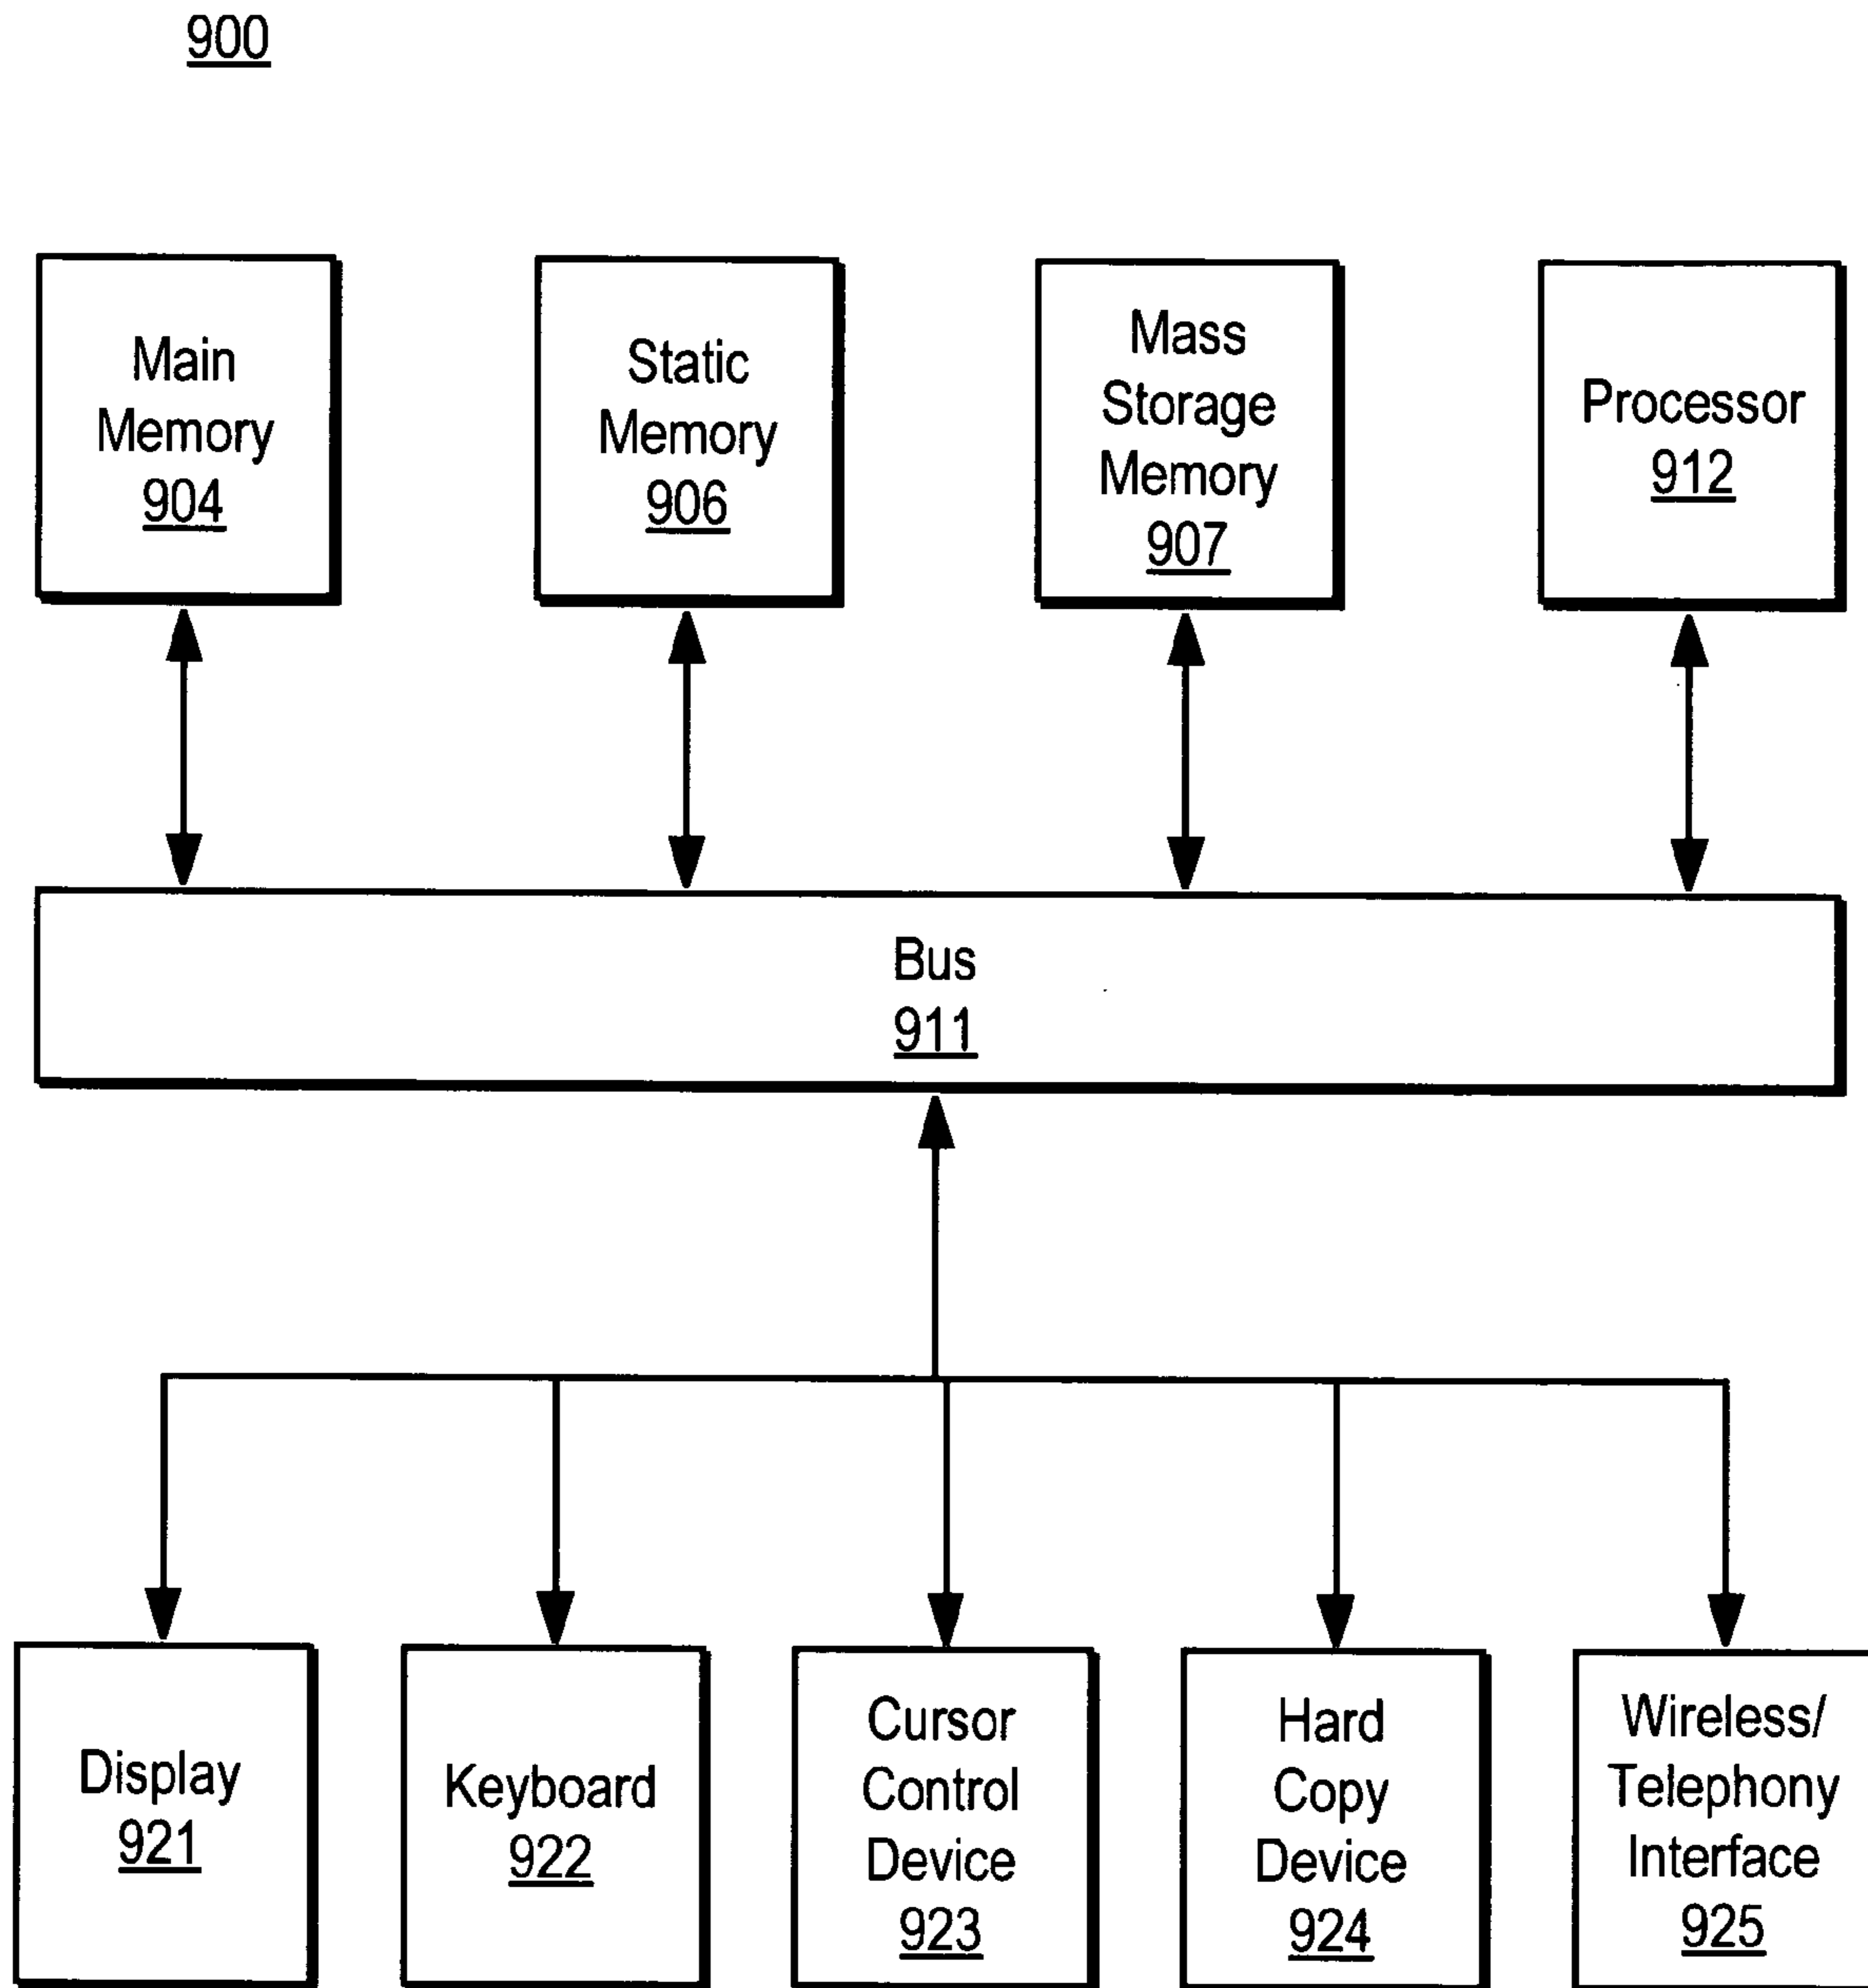 900
Main
Memory
904
Static
Memory
906
Mass
Storage
Memory
907
Processor
912
Bus
911
Display
921
Keyboard
922
Cursor
Control
Device
923
Hard
Copy
Device
924
Wireless/
Telephony
Interface
925